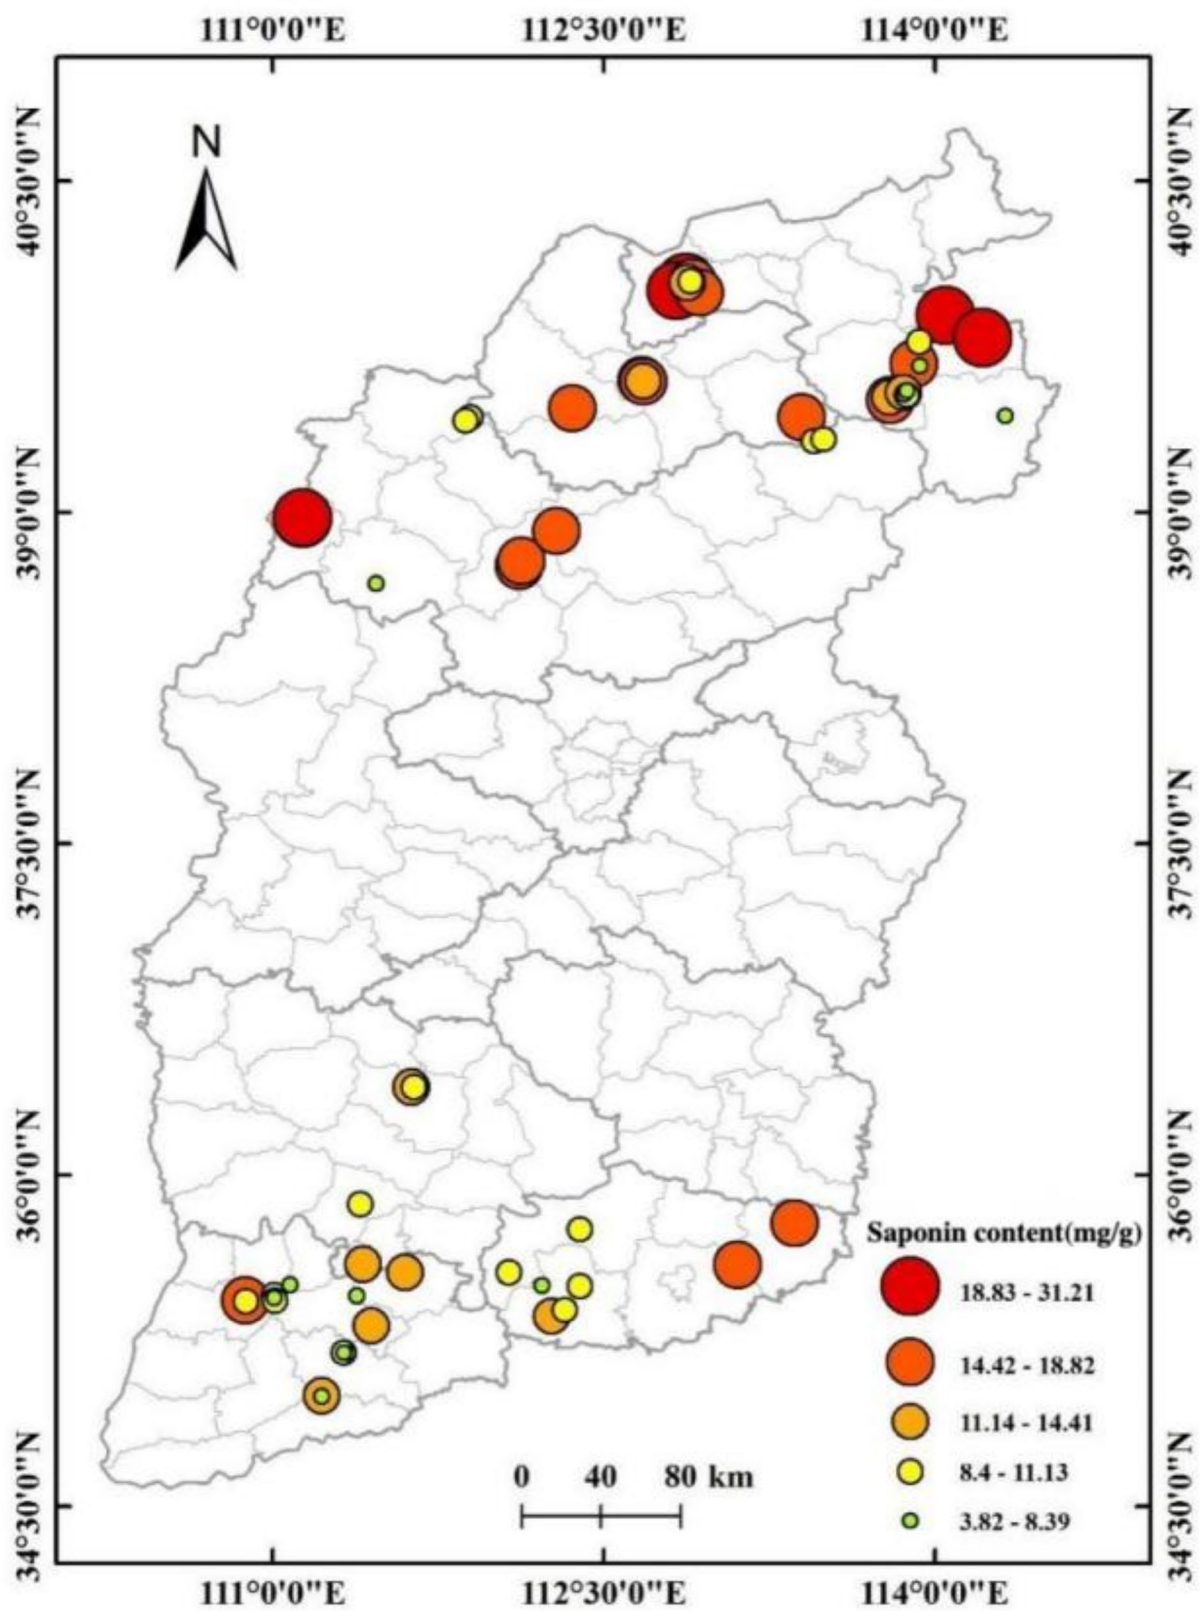 111°0'0"E 112°30'0"E 114°0'0"E
N
40°30'0"N 40°30'0"N
39°0'0"N 39°0'0"N
37°30'0"N 37°30'0"N
36°0'0"N 36°0'0"N
Saponin content(mg/g)
18.83 - 31.21
14.42 - 18.82
11.14 - 14.41
8.4 - 11.13
3.82 - 8.39
0 40 80 km
34°30'0"N 34°30'0"N
111°0'0"E 112°30'0"E 114°0'0"E